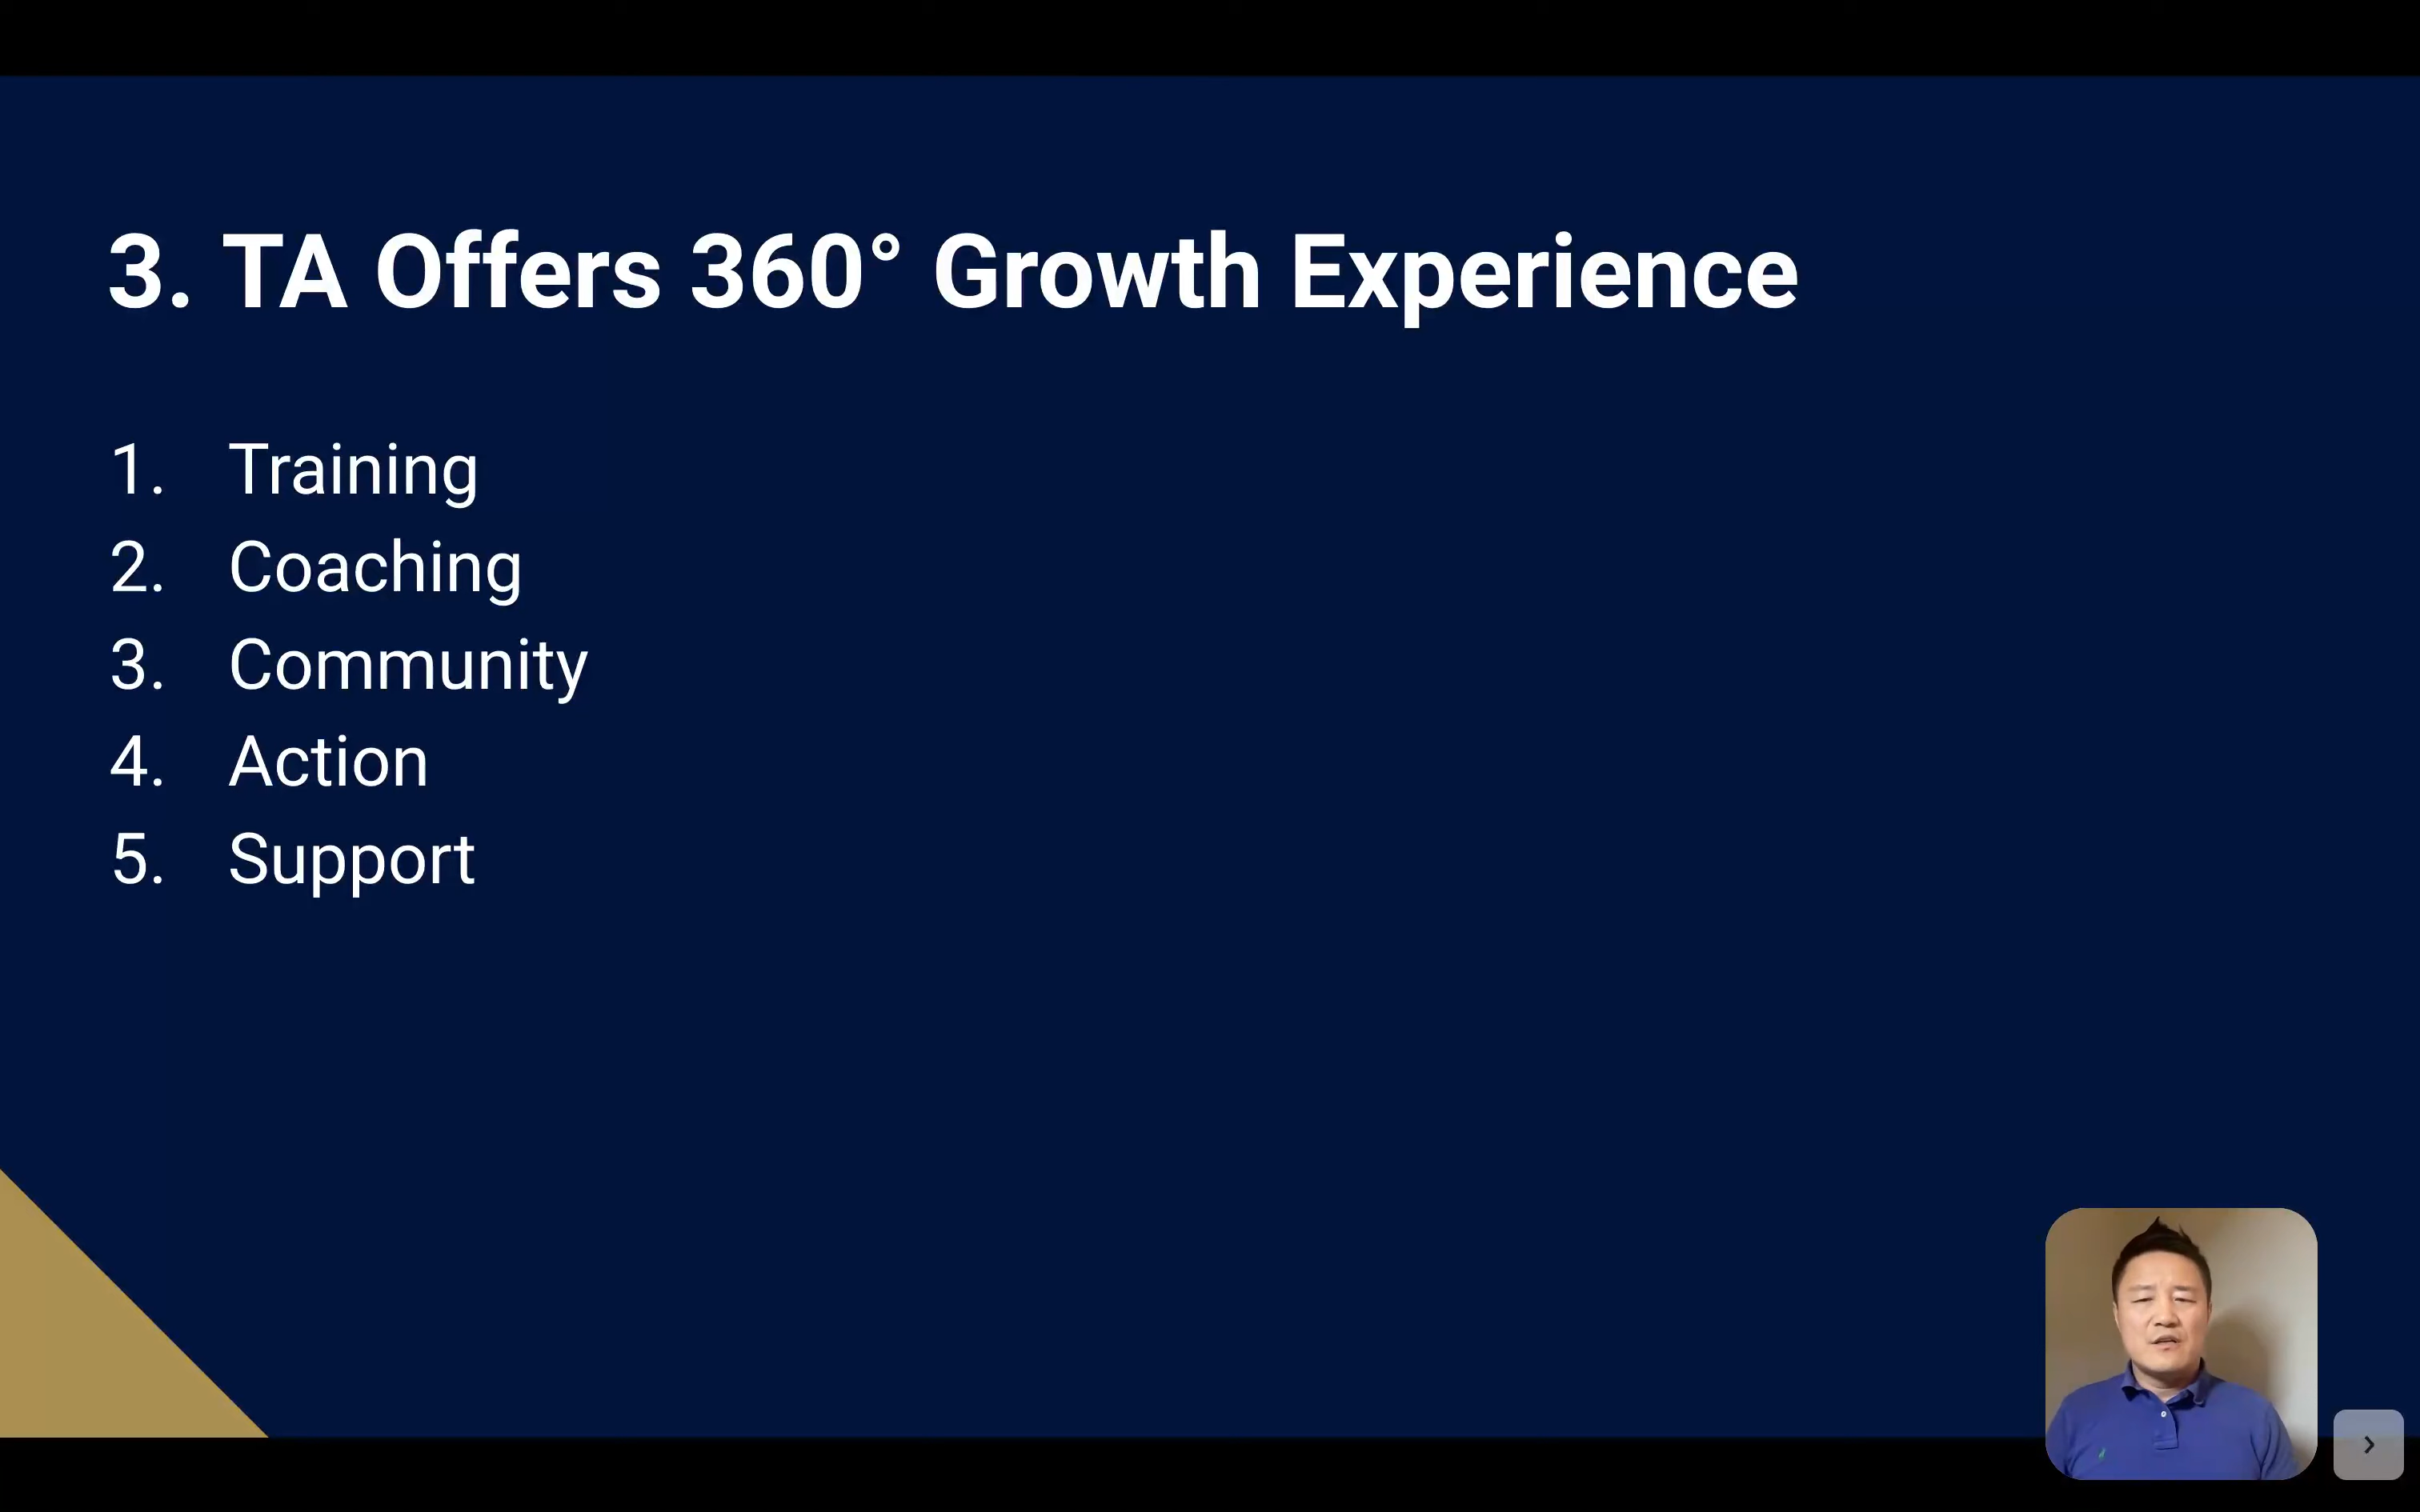 3. TA Offers 360° Growth Experience
1. Training
2. Coaching
3. Community
4. Action
5. Support